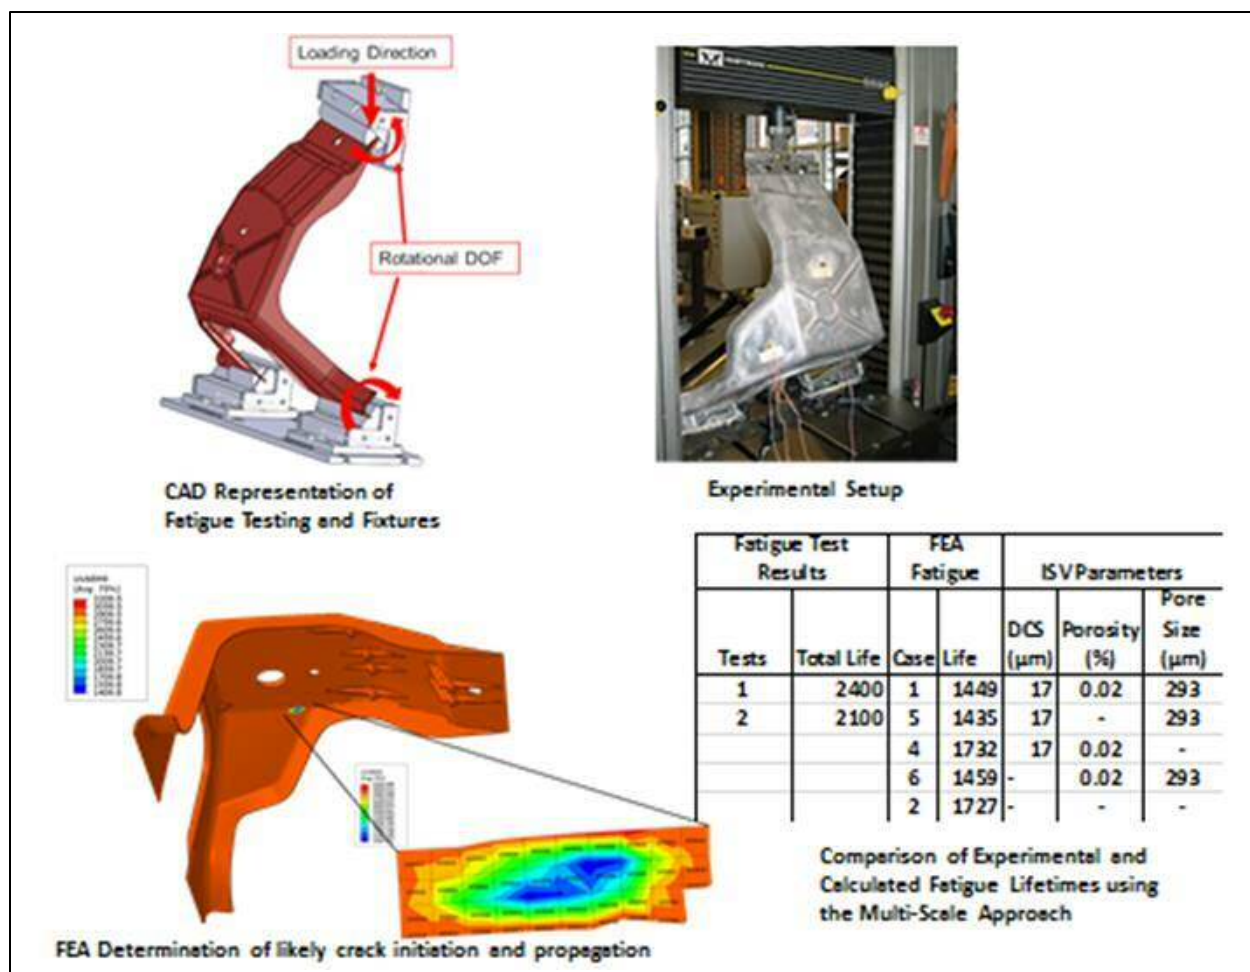 Loading Direction
Rotational DOF
CAD Representation of
Fatigue Testing and Fixtures
Experimental Setup
Fatigue Test Results | FEA Fatigue | ISV Parameters
Tests | Total Life | Case | Life | DCS (µm) | Porosity (%) | Pore Size (µm)
1 | 2400 | 1 | 1449 | 17 | 0.02 | 293
2 | 2100 | 5 | 1435 | 17 | - | 293
4 | 1732 | 17 | 0.02 | -
6 | 1459 | - | 0.02 | 293
2 | 1727 | - | - | -
Comparison of Experimental and
Calculated Fatigue Lifetimes using
the Multi-Scale Approach
FEA Determination of likely crack initiation and propagation